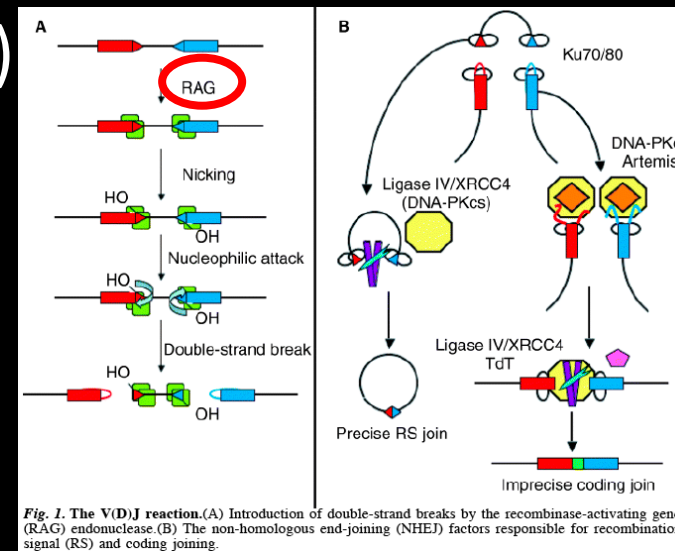 )
A
RAG
Nicking
HO
OH
Nucleophilic attack
HO
OH
Double-strand break
HO
OH
B
Ku70/80
DNA-PKc
Artemis
Ligase IV/XRCC4
(DNA-PKcs)
Ligase IV/XRCC4
TdT
Precise RS join
Imprecise coding join
Fig. 1. The V(D)J reaction.(A) Introduction of double-strand breaks by the recombinase-activating gen
(RAG) endonuclease.(B) The non-homologous end-joining (NHEJ) factors responsible for recombination
signal (RS) and coding joining.